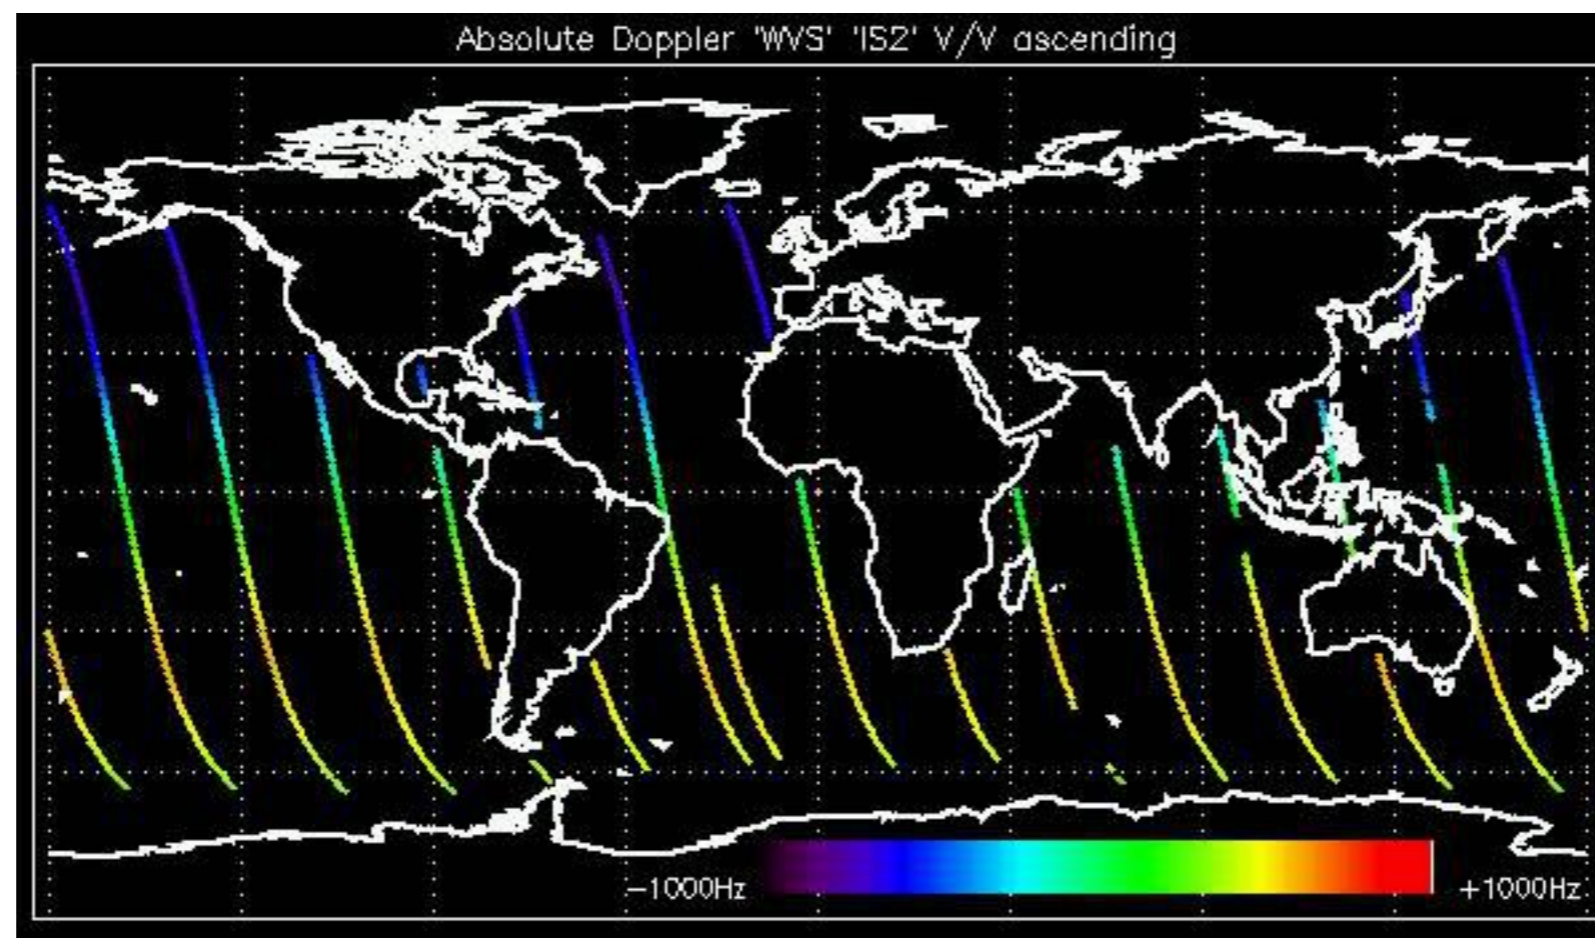 Absolute Doppler 'WVS' 'IS2' V/V ascending
−1000Hz +1000Hz